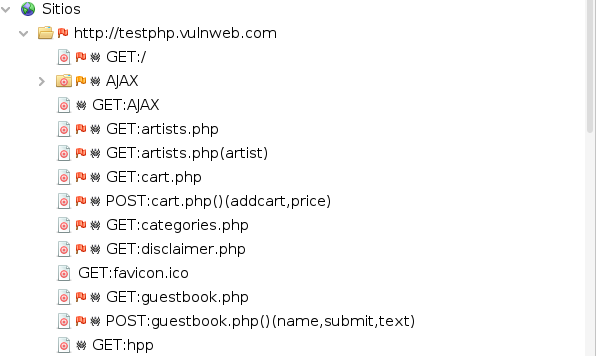 Sitios
http://testphp.vulnweb.com
GET:/
AJAX
GET:AJAX
GET:artists.php
GET:artists.php(artist)
GET:cart.php
POST:cart.php()(addcart,price)
GET:categories.php
GET:disclaimer.php
GET:favicon.ico
GET:guestbook.php
POST:guestbook.php()(name,submit,text)
GET:hpp